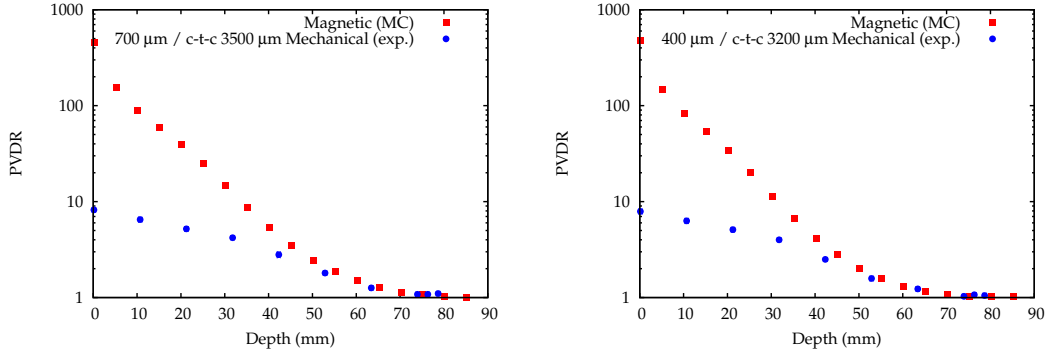 1000
100
10
1
PVDR
Magnetic (MC)
700 µm / c-t-c 3500 µm Mechanical (exp.)
0 10 20 30 40 50 60 70 80 90
Depth (mm)
1000
100
10
1
PVDR
Magnetic (MC)
400 µm / c-t-c 3200 µm Mechanical (exp.)
0 10 20 30 40 50 60 70 80 90
Depth (mm)